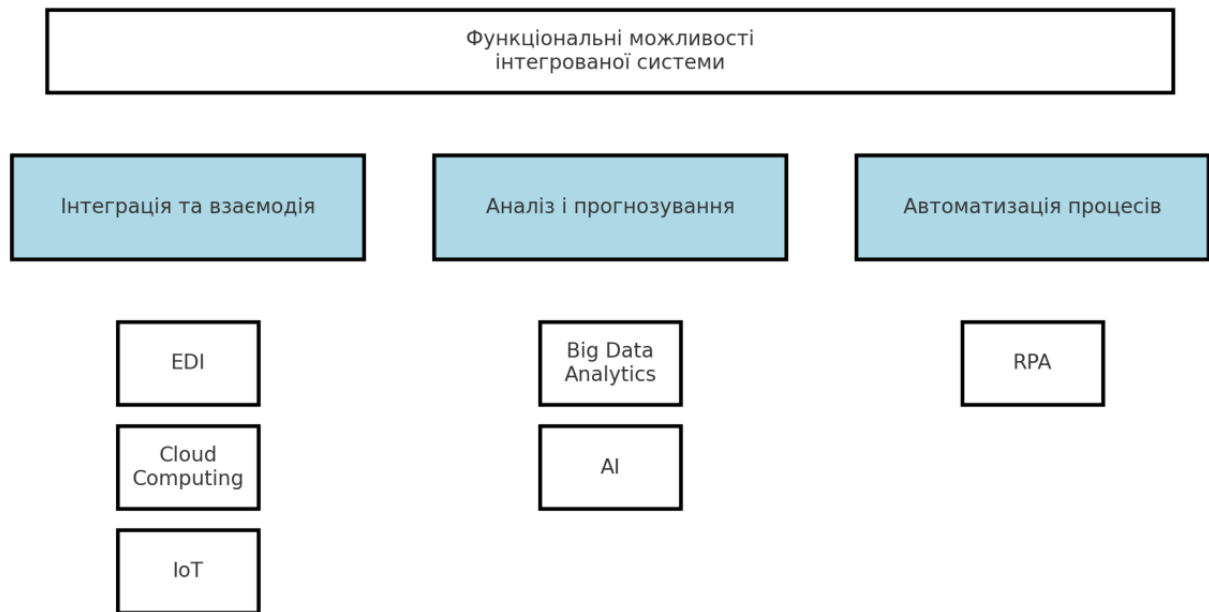 Функціональні можливості
інтегрованої системи
Інтеграція та взаємодія
Аналіз і прогнозування
Автоматизація процесів
EDI
Cloud
Computing
IoT
Big Data
Analytics
AI
RPA